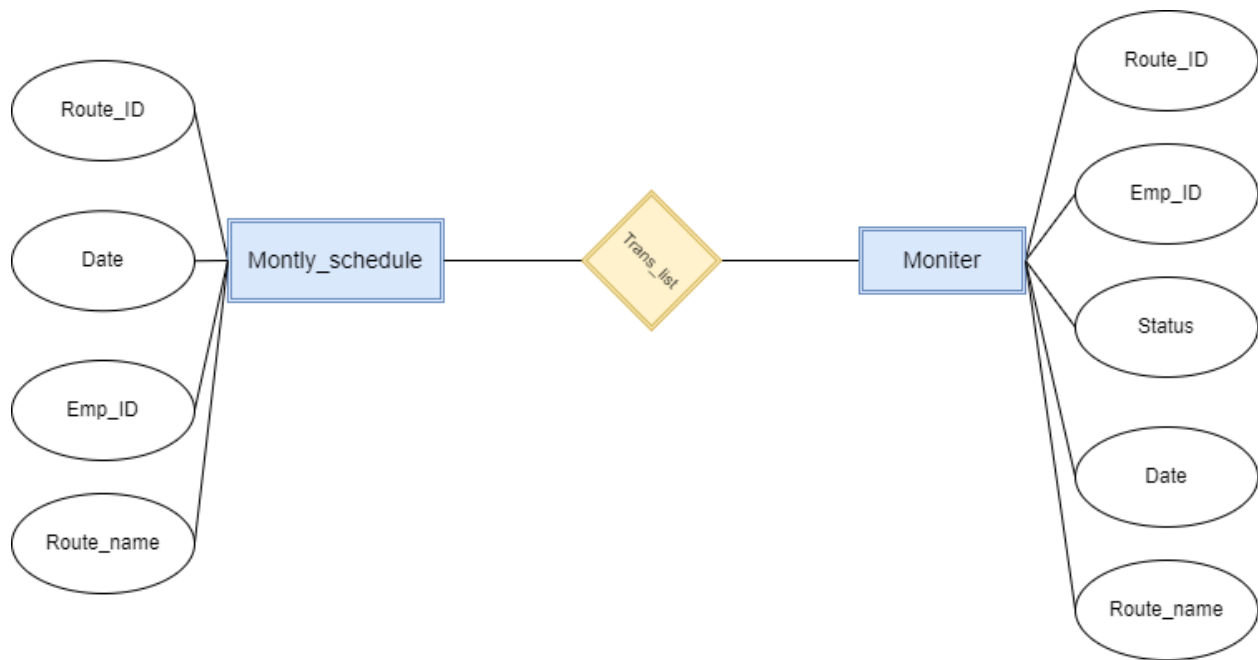 Route_ID
Date
Emp_ID
Route_name
Montly_schedule
Trans_list
Moniter
Route_ID
Emp_ID
Status
Date
Route_name